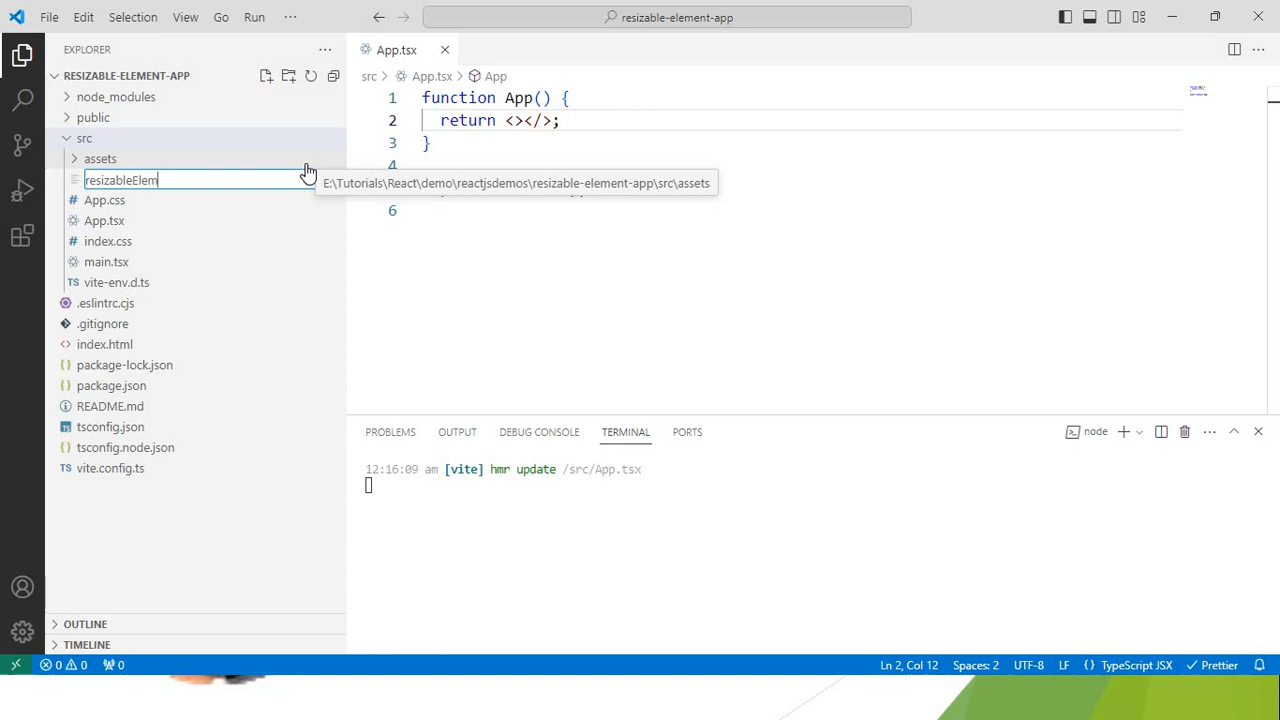 File Edit Selection View Go Run ··· resizable-element-app
EXPLORER ···
RESIZABLE-ELEMENT-APP
node_modules
public
src
assets
resizableElem
App.css
App.tsx
index.css
main.tsx
TS vite-env.d.ts
.eslintrc.cjs
.gitignore
index.html
package-lock.json
package.json
README.md
tsconfig.json
tsconfig.node.json
vite.config.ts
OUTLINE
TIMELINE
App.tsx
src > App.tsx > App
1 function App() {
2 return <></>;
3 }
4
E:\Tutorials\React\demo\reactjsdemos\resizable-element-app\src\assets
6
PROBLEMS OUTPUT DEBUG CONSOLE TERMINAL PORTS node
12:16:09 am [vite] hmr update /src/App.tsx
0 0 0 Ln 2, Col 12 Spaces: 2 UTF-8 LF {} TypeScript JSX Prettier